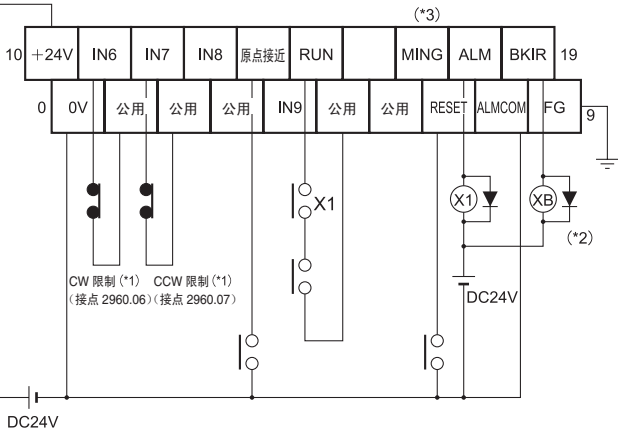 (*3)
10 +24V IN6 IN7 IN8 原点接近 RUN MING ALM BKIR 19
0 0V 公用 公用 公用 IN9 公用 公用 RESET ALMCOM FG 9
X1 X1 XB
(*2)
CW 限制 (*1) CCW 限制 (*1)
(接点 2960.06) (接点 2960.07)
DC24V
DC24V